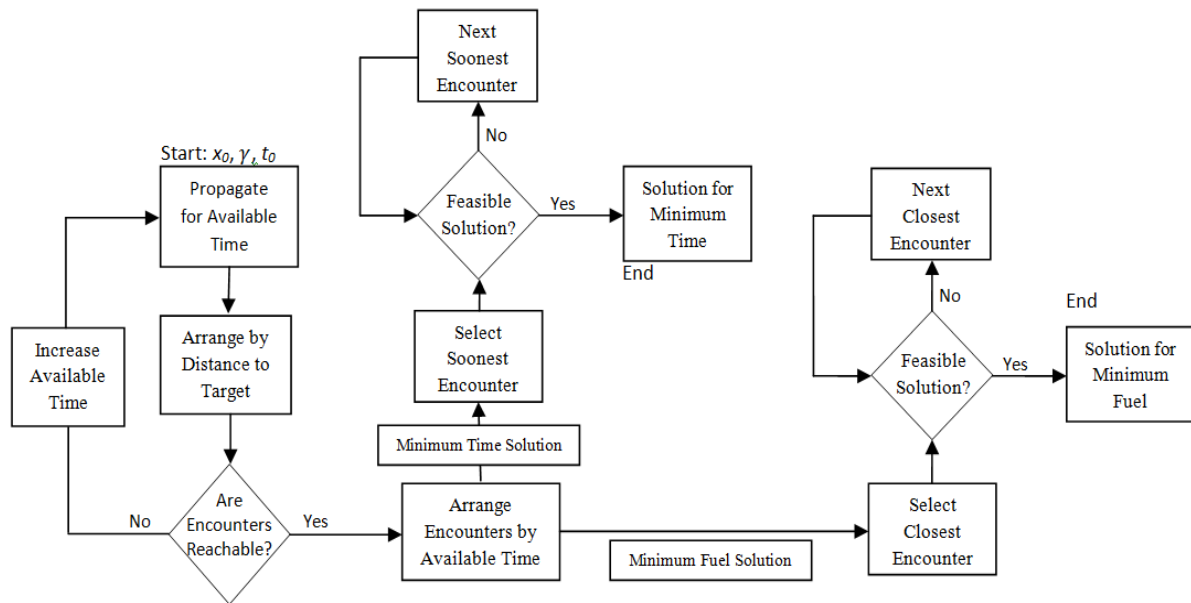 Start: x0, γ, t0
Propagate
for Available
Time
Arrange by
Distance to
Target
Increase
Available
Time
Are
Encounters
Reachable?
No
Yes
Arrange
Encounters by
Available Time
Minimum Time Solution
Select
Soonest
Encounter
Feasible
Solution?
No
Next
Soonest
Encounter
Yes
Solution for
Minimum
Time
End
Minimum Fuel Solution
Select
Closest
Encounter
Feasible
Solution?
No
Next
Closest
Encounter
Yes
End
Solution for
Minimum
Fuel